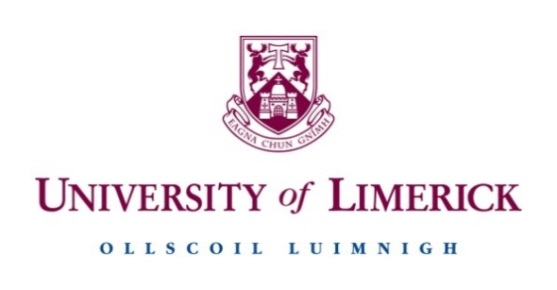 EAGNA CHUN GNÍMH
UNIVERSITY of LIMERICK
OLLSCOIL LUIMNIGH